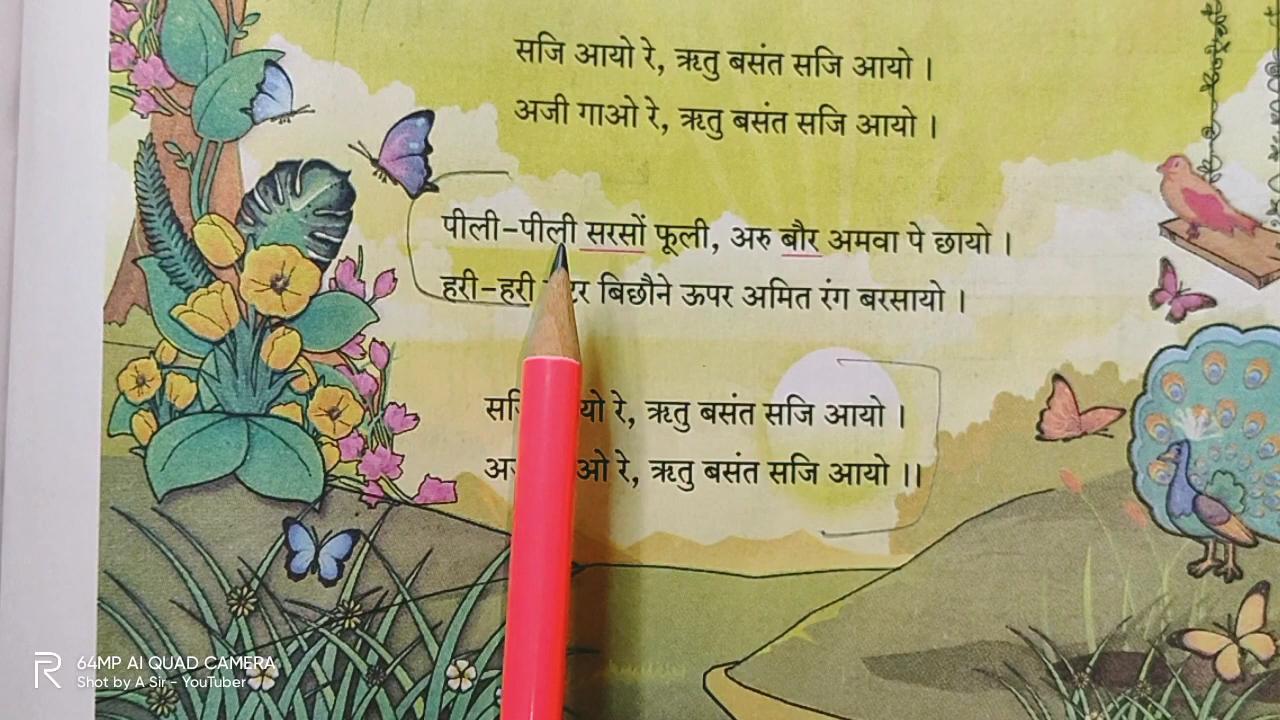 सजि आयो रे, ऋतु बसंत सजि आयो ।
अजी गाओ रे, ऋतु बसंत सजि आयो ।
पीली-पीली सरसों फूली, अरु बौर अमवा पे छायो ।
हरी-हरी बिछौने ऊपर अमित रंग बरसायो ।
रे, ऋतु बसंत सजि आयो ।
रे, ऋतु बसंत सजि आयो ।।
64MP AI QUAD CAMERA
Shot by A Sir - YouTuber